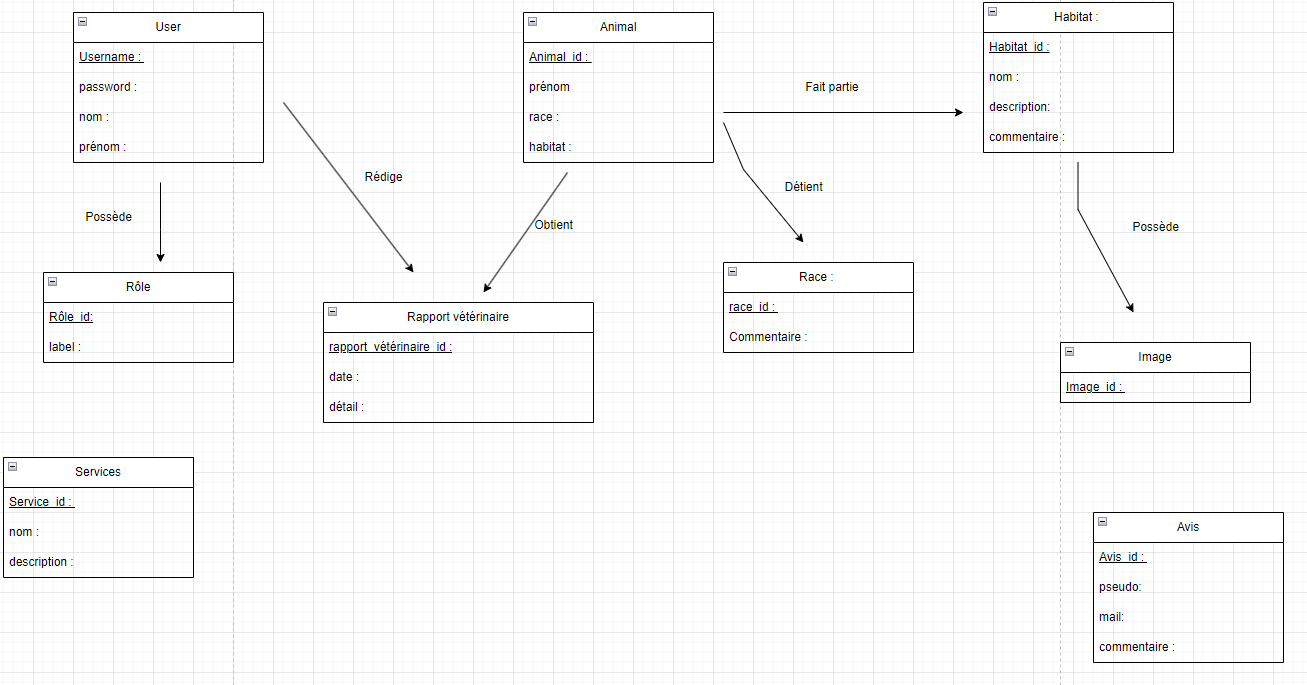 User
Username :
password :
nom :
prénom :
Animal
Animal_id :
prénom
race :
habitat :
Habitat :
Habitat_id :
nom :
description:
commentaire :
Fait partie
Rédige
Détient
Possède
Obtient
Possède
Rôle
Rôle_id:
label :
Rapport vétérinaire
rapport_vétérinaire_id :
date :
détail :
Race :
race_id :
Commentaire :
Image
Image_id :
Services
Service_id :
nom :
description :
Avis
Avis_id :
pseudo:
mail:
commentaire :